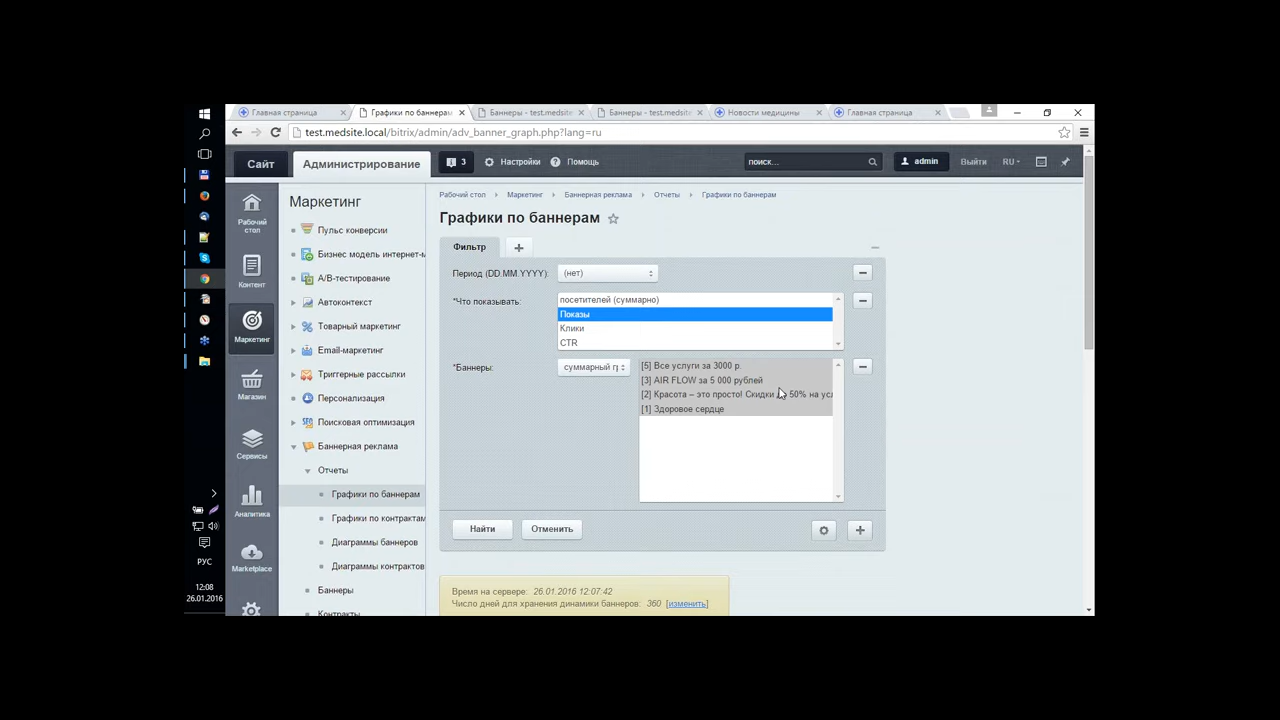 Главная страница
Графики по баннерам
Баннеры - test.medsite
Баннеры - test.medsite
Новости медицины
Главная страница
test.medsite.local/bitrix/admin/adv_banner_graph.php?lang=ru
Сайт
Администрирование
3
Настройки
Помощь
поиск...
admin
Выйти
RU
Рабочий стол
Контент
Маркетинг
Магазин
Сервисы
Аналитика
Marketplace
Маркетинг
Пульс конверсии
Бизнес модель интернет-м
A/B-тестирование
Автоконтекст
Товарный маркетинг
Email-маркетинг
Триггерные рассылки
Персонализация
Поисковая оптимизация
Баннерная реклама
Отчеты
Графики по баннерам
Графики по контрактам
Диаграммы баннеров
Диаграммы контрактов
Баннеры
Контракты
Рабочий стол Маркетинг Баннерная реклама Отчеты Графики по баннерам
Графики по баннерам
Фильтр
Период (DD.MM.YYYY): (нет)
*Что показывать:
посетителей (суммарно)
Показы
Клики
CTR
*Баннеры: суммарный гр
[5] Все услуги за 3000 р.
[3] AIR FLOW за 5 000 рублей
[2] Красота – это просто! Скидки до 50% на усл
[1] Здоровое сердце
Найти
Отменить
Время на сервере: 26.01.2016 12:07:42
Число дней для хранения динамики баннеров: 360 [изменить]
РУС
12:08
26.01.2016